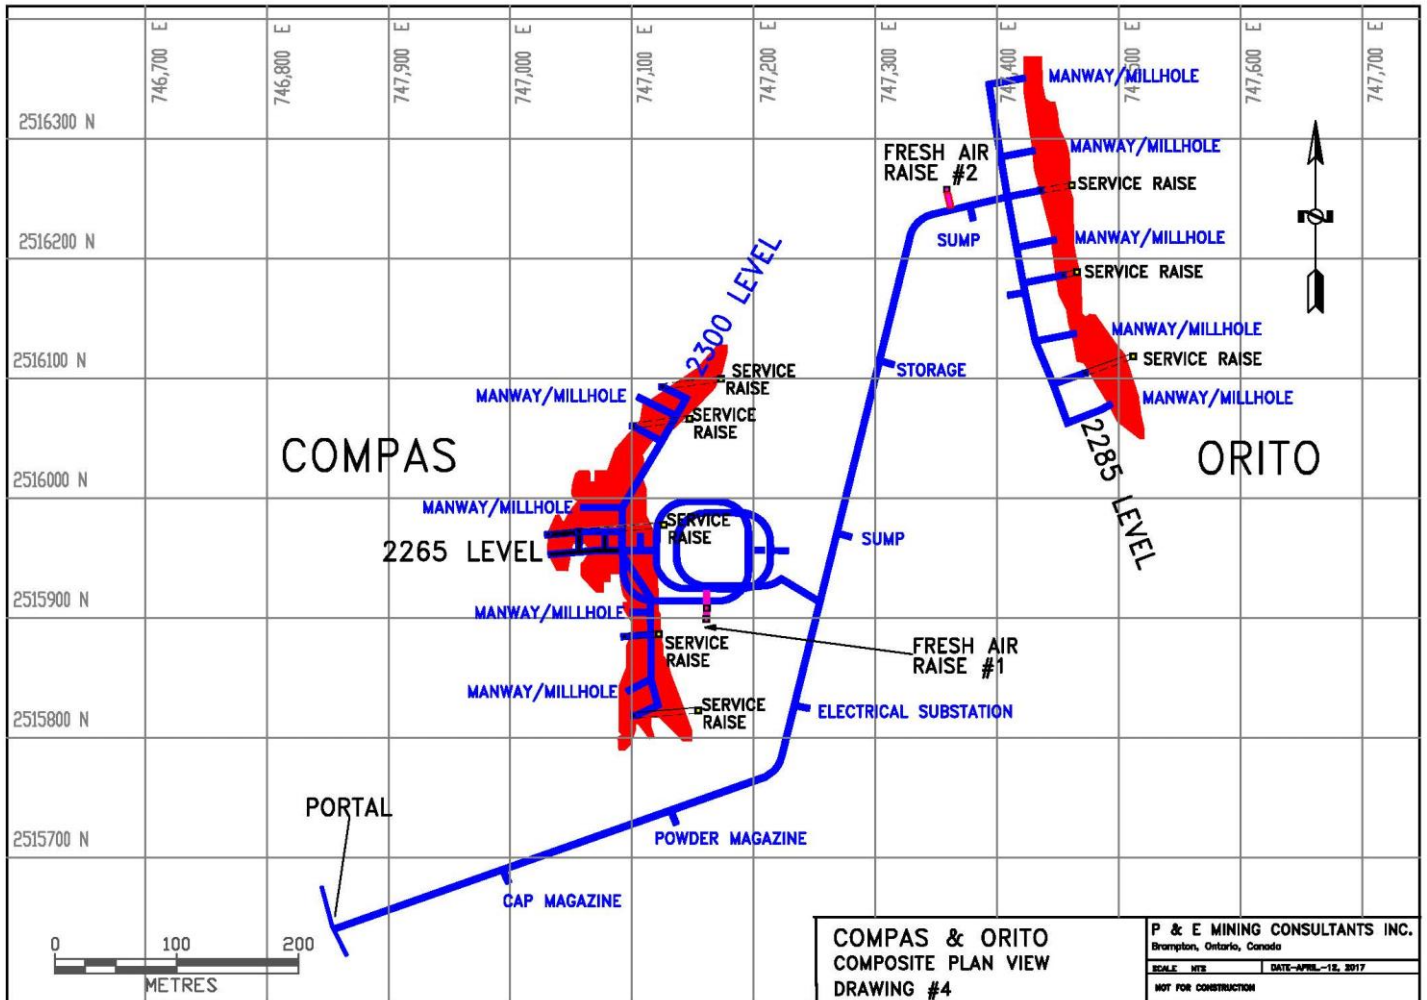 746,700 E
746,800 E
747,900 E
747,000 E
747,100 E
747,200 E
747,300 E
747,400 E
747,500 E
747,600 E
747,700 E
2516300 N
2516200 N
2516100 N
2516000 N
2515900 N
2515800 N
2515700 N
MANWAY/MILLHOLE
MANWAY/MILLHOLE
SERVICE RAISE
MANWAY/MILLHOLE
SERVICE RAISE
MANWAY/MILLHOLE
SERVICE RAISE
MANWAY/MILLHOLE
2285 LEVEL
ORITO
FRESH AIR
RAISE #2
SUMP
STORAGE
SUMP
ELECTRICAL SUBSTATION
N
2300 LEVEL
SERVICE
RAISE
MANWAY/MILLHOLE
SERVICE
RAISE
COMPAS
MANWAY/MILLHOLE
SERVICE
RAISE
2265 LEVEL
MANWAY/MILLHOLE
SERVICE
RAISE
FRESH AIR
RAISE #1
MANWAY/MILLHOLE
SERVICE
RAISE
PORTAL
POWDER MAGAZINE
CAP MAGAZINE
0 100 200
METRES
COMPAS & ORITO
COMPOSITE PLAN VIEW
DRAWING #4
P & E MINING CONSULTANTS INC.
Brampton, Ontario, Canada
SCALE NTS
DATE-APRIL-12, 2017
NOT FOR CONSTRUCTION